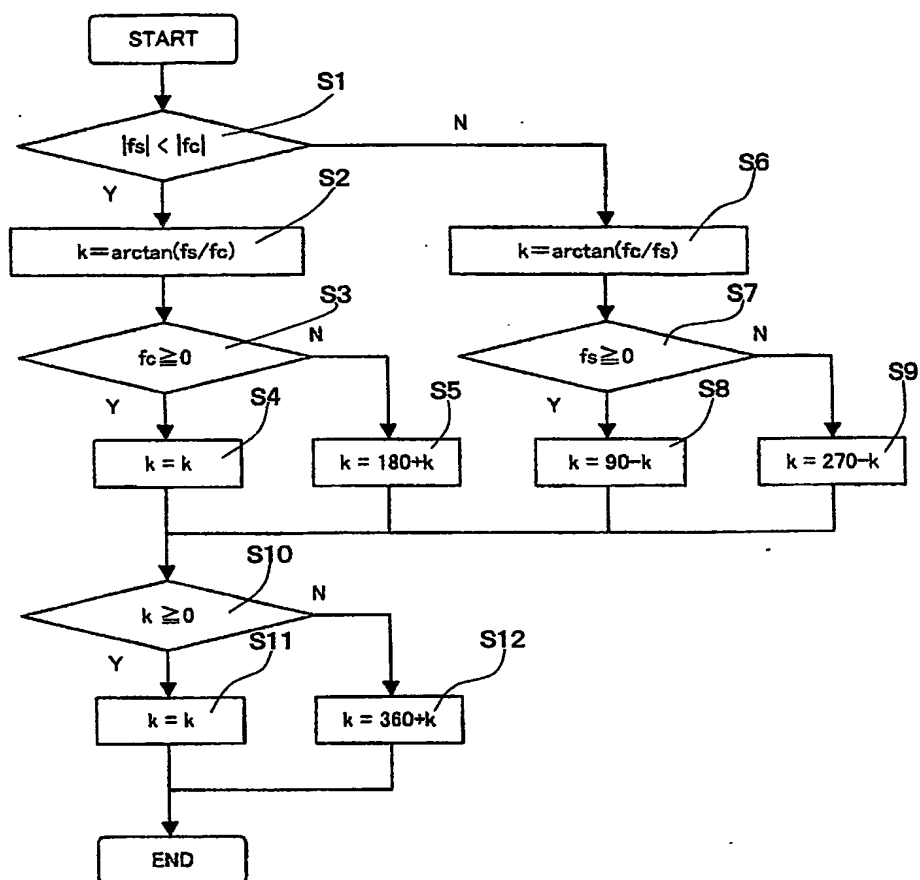 START
S1
|fs| < |fc|
N
Y
S2
S6
k=arctan(fs/fc)
k=arctan(fc/fs)
S3
S7
fc≧0
N
fs≧0
N
Y
S4
S5
Y
S8
S9
k = k
k = 180+k
k = 90-k
k = 270-k
S10
k ≧0
N
Y
S11
S12
k = k
k = 360+k
END